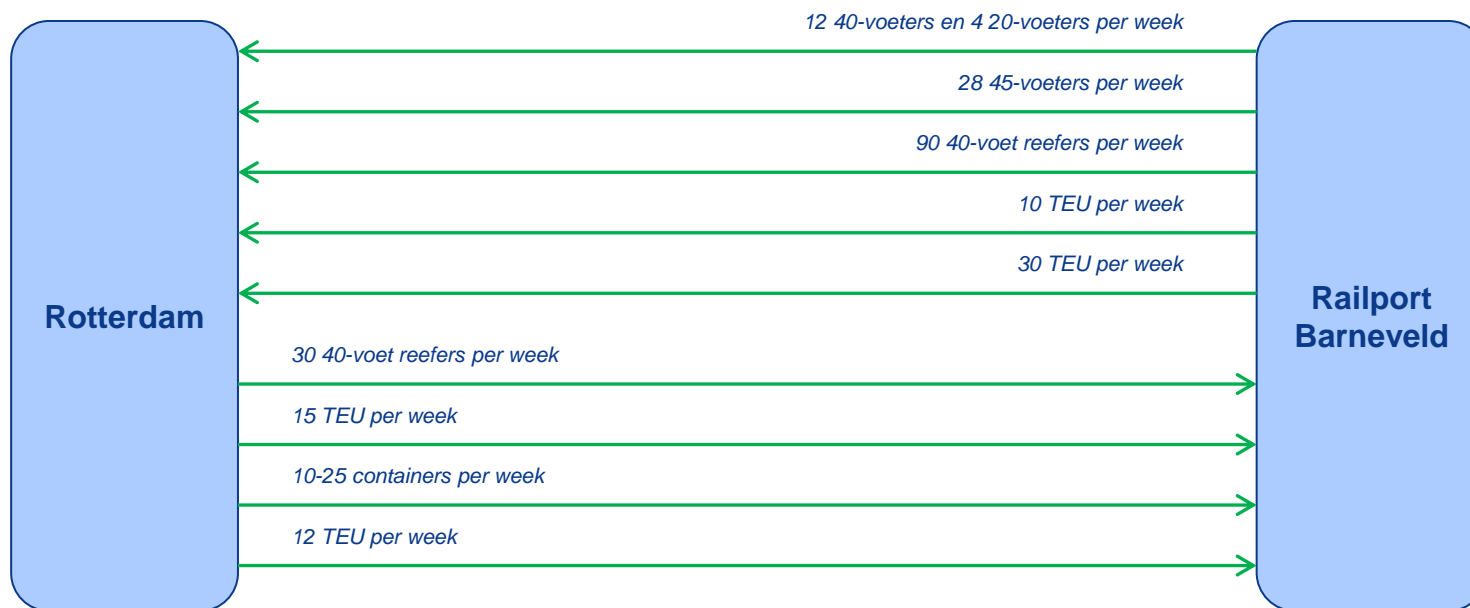 12 40-voeters en 4 20-voeters per week
28 45-voeters per week
90 40-voet reefers per week
10 TEU per week
30 TEU per week
Rotterdam
Railport
Barneveld
30 40-voet reefers per week
15 TEU per week
10-25 containers per week
12 TEU per week